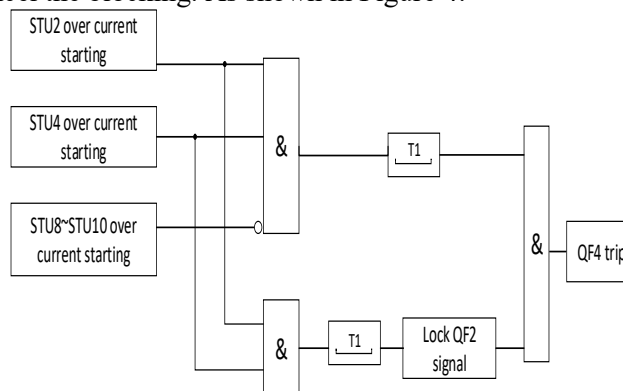 STU2 over current
starting
STU4 over current
starting
STU8~STU10 over
current starting
&
T1
&
T1
Lock QF2
signal
&
QF4 trip